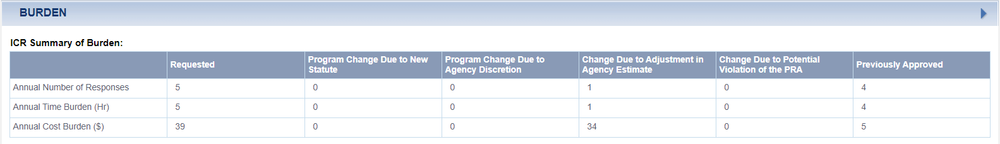 BURDEN
ICR Summary of Burden:
Requested
Program Change Due to New
Statute
Program Change Due to
Agency Discretion
Change Due to Adjustment in
Agency Estimate
Change Due to Potential
Violation of the PRA
Previously Approved
Annual Number of Responses 5 0 0 1 0 4
Annual Time Burden (Hr) 5 0 0 1 0 4
Annual Cost Burden ($) 39 0 0 34 0 5